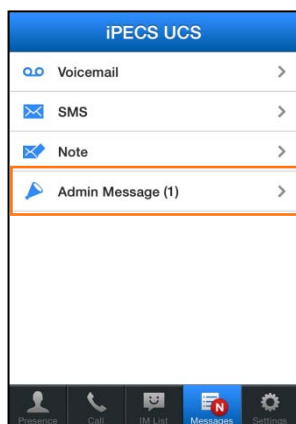 iPECS UCS
Voicemail
SMS
Note
Admin Message (1)
N
Presence Call IM List Messages Settings